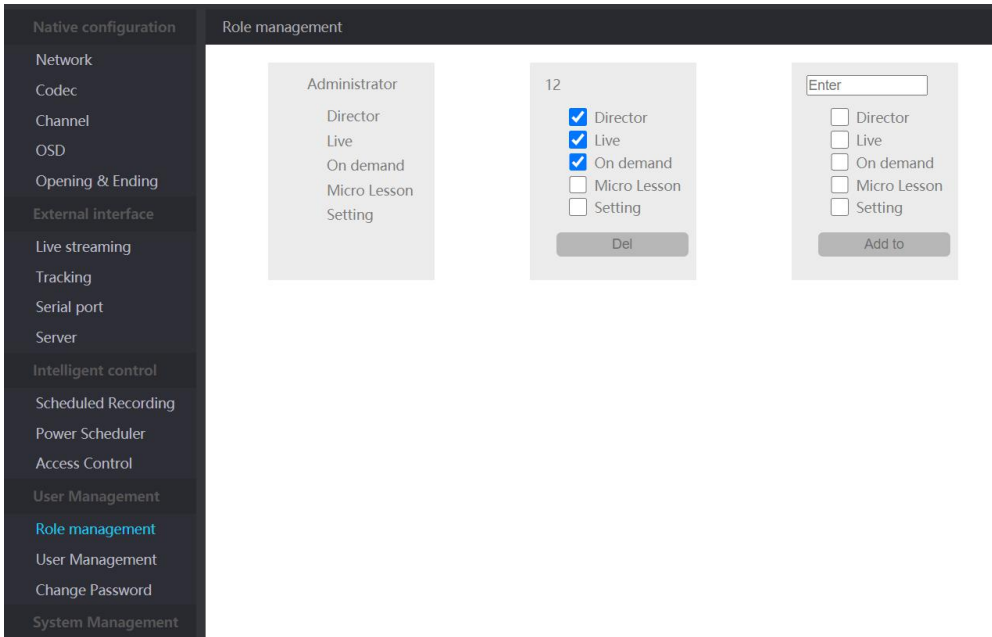 Native configuration
Network
Codec
Channel
OSD
Opening & Ending
External interface
Live streaming
Tracking
Serial port
Server
Intelligent control
Scheduled Recording
Power Scheduler
Access Control
User Management
Role management
User Management
Change Password
System Management
Role management
Administrator
Director
Live
On demand
Micro Lesson
Setting
12
Director
Live
On demand
Micro Lesson
Setting
Del
Enter
Director
Live
On demand
Micro Lesson
Setting
Add to